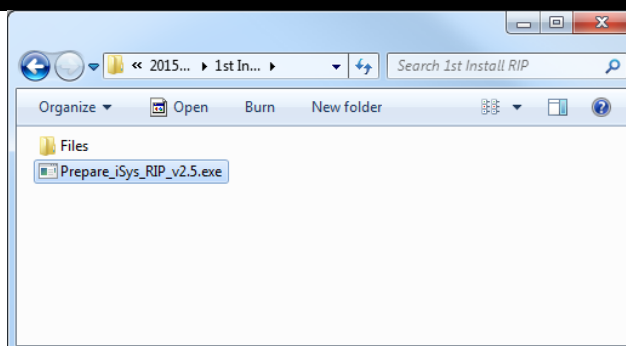 « 2015... 1st In... Search 1st Install RIP
Organize Open Burn New folder
Files
Prepare_iSys_RIP_v2.5.exe